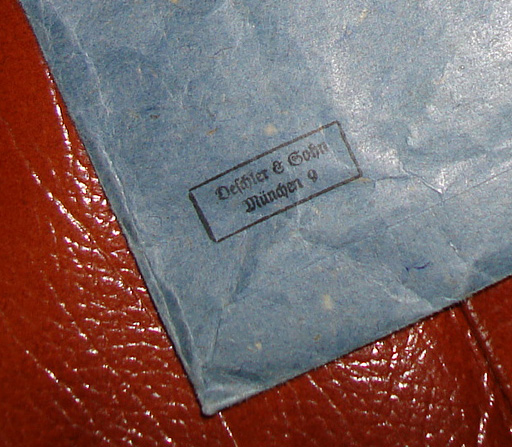 Deschler & Sohn
München 9